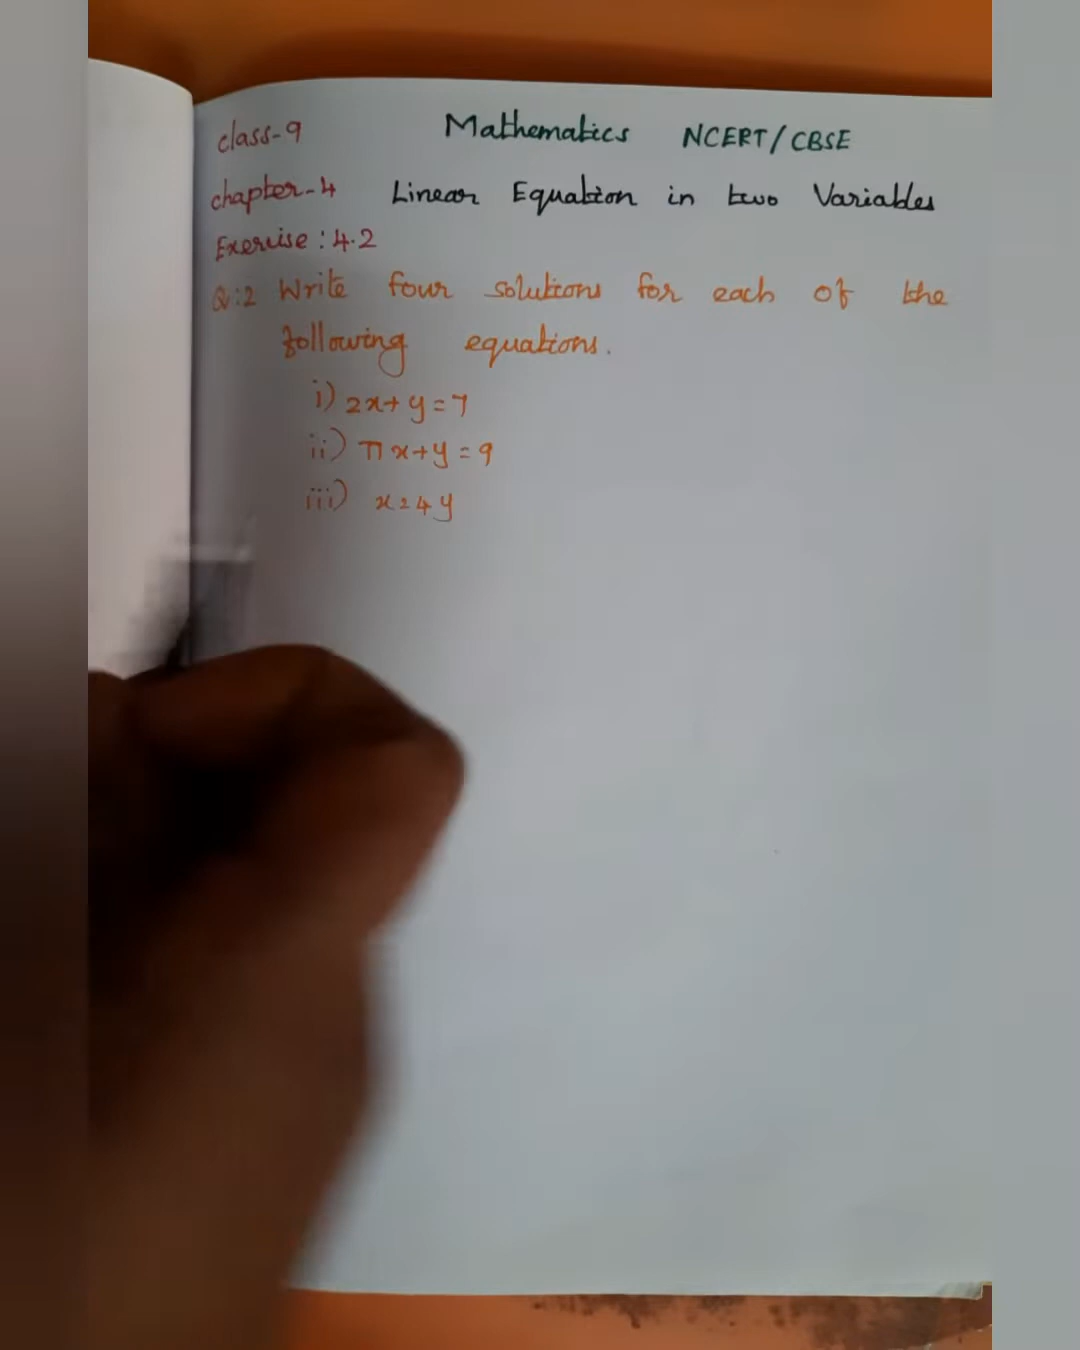 class-9 Mathematics NCERT/CBSE
chapter-4 Linear Equation in two Variables
Exercise : 4.2
Q:2 Write four solutions for each of the
following equations.
i) 2x+y=7
ii) πx+y=9
iii) x=4y